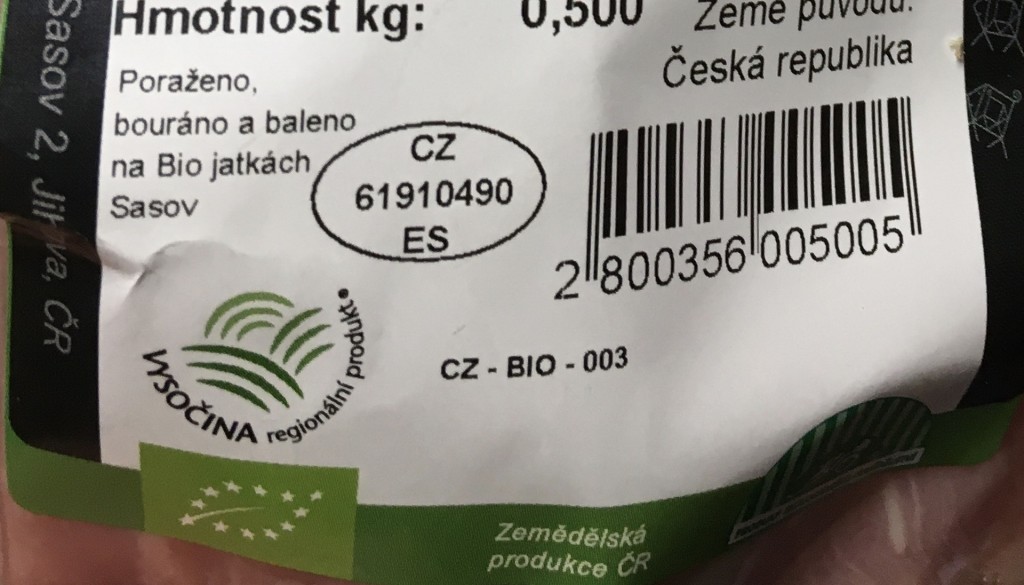 Sasov 2, Jihlava, ČR
Hmotnost kg: 0,500
Země původu:
Česká republika
Poraženo,
bouráno a baleno
na Bio jatkách
Sasov
CZ
61910490
ES
2 800356 005005
VYSOČINA regionální produkt
CZ - BIO - 003
Zemědělská
produkce ČR